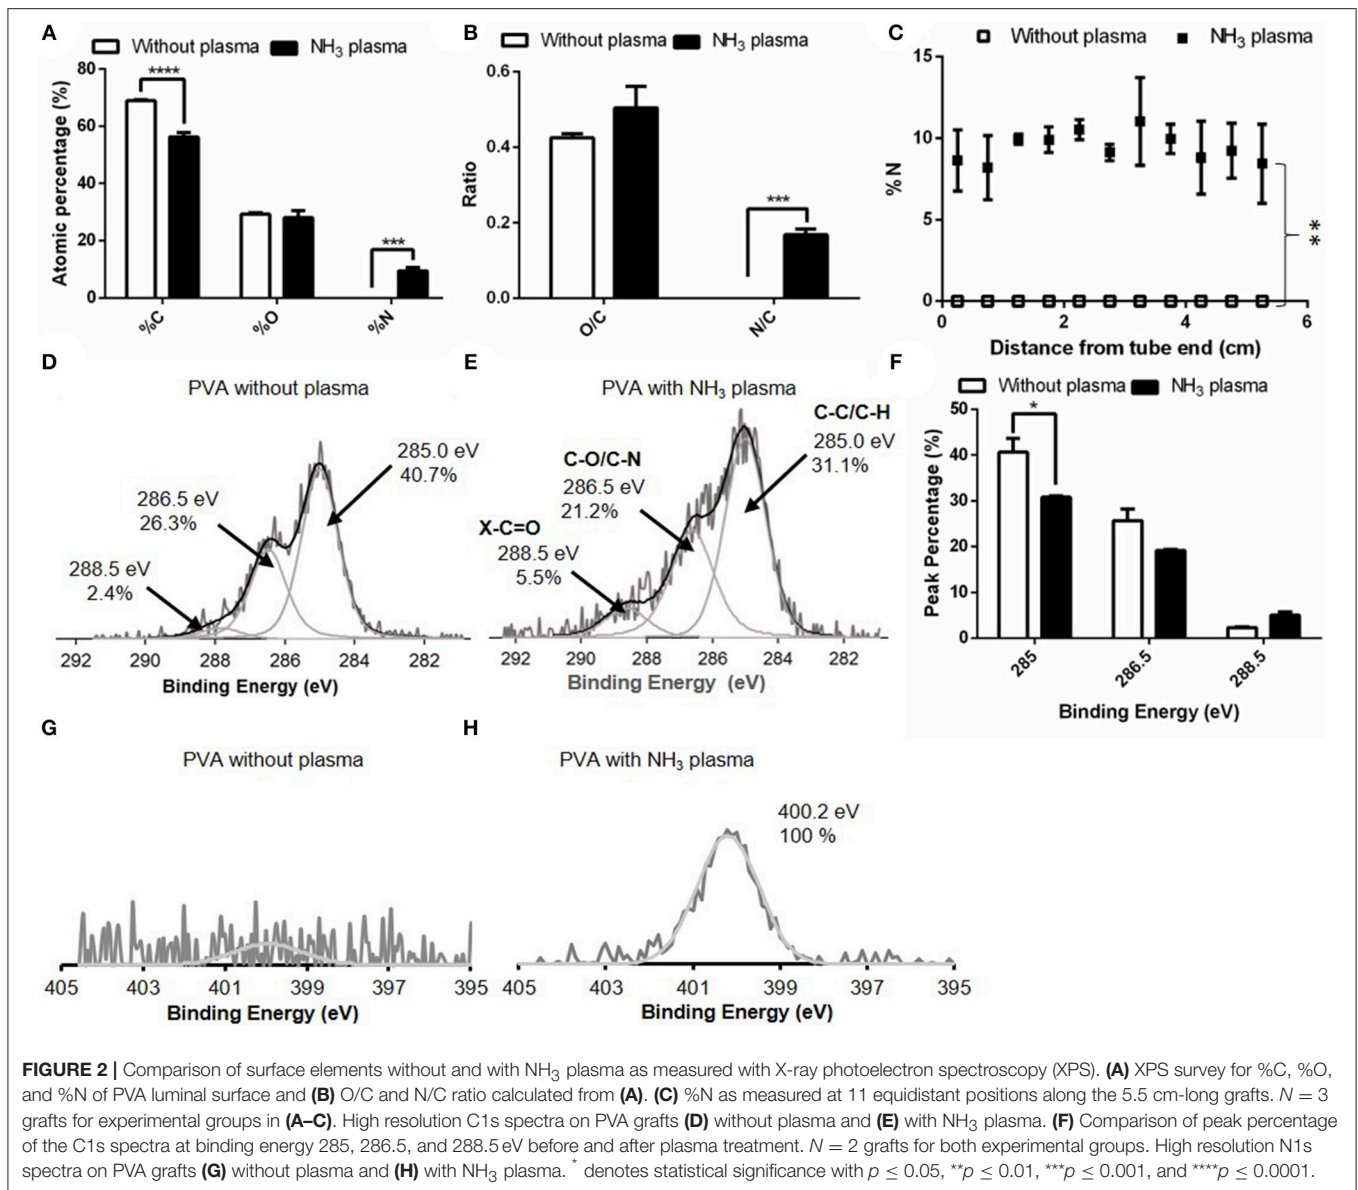 A
Without plasma NH3 plasma
Atomic percentage (%)
80
60
40
20
0
****
***
%C %O %N
B
Without plasma NH3 plasma
Ratio
0.6
0.4
0.2
0.0
***
O/C N/C
C
Without plasma NH3 plasma
% N
15
10
5
0
**
0 2 4 6
Distance from tube end (cm)
D
PVA without plasma
285.0 eV
40.7%
286.5 eV
26.3%
288.5 eV
2.4%
292 290 288 286 284 282
Binding Energy (eV)
E
PVA with NH3 plasma
C-C/C-H
285.0 eV
31.1%
C-O/C-N
286.5 eV
21.2%
X-C=O
288.5 eV
5.5%
292 290 288 286 284 282
Binding Energy (eV)
F
Without plasma NH3 plasma
Peak Percentage (%)
50
40
30
20
10
0
*
285 286.5 288.5
Binding Energy (eV)
G
PVA without plasma
405 403 401 399 397 395
Binding Energy (eV)
H
PVA with NH3 plasma
400.2 eV
100 %
405 403 401 399 397 395
Binding Energy (eV)
FIGURE 2 | Comparison of surface elements without and with NH3 plasma as measured with X-ray photoelectron spectroscopy (XPS). (A) XPS survey for %C, %O,
and %N of PVA luminal surface and (B) O/C and N/C ratio calculated from (A). (C) %N as measured at 11 equidistant positions along the 5.5 cm-long grafts. N = 3
grafts for experimental groups in (A–C). High resolution C1s spectra on PVA grafts (D) without plasma and (E) with NH3 plasma. (F) Comparison of peak percentage
of the C1s spectra at binding energy 285, 286.5, and 288.5 eV before and after plasma treatment. N = 2 grafts for both experimental groups. High resolution N1s
spectra on PVA grafts (G) without plasma and (H) with NH3 plasma. * denotes statistical significance with p ≤ 0.05, **p ≤ 0.01, ***p ≤ 0.001, and ****p ≤ 0.0001.